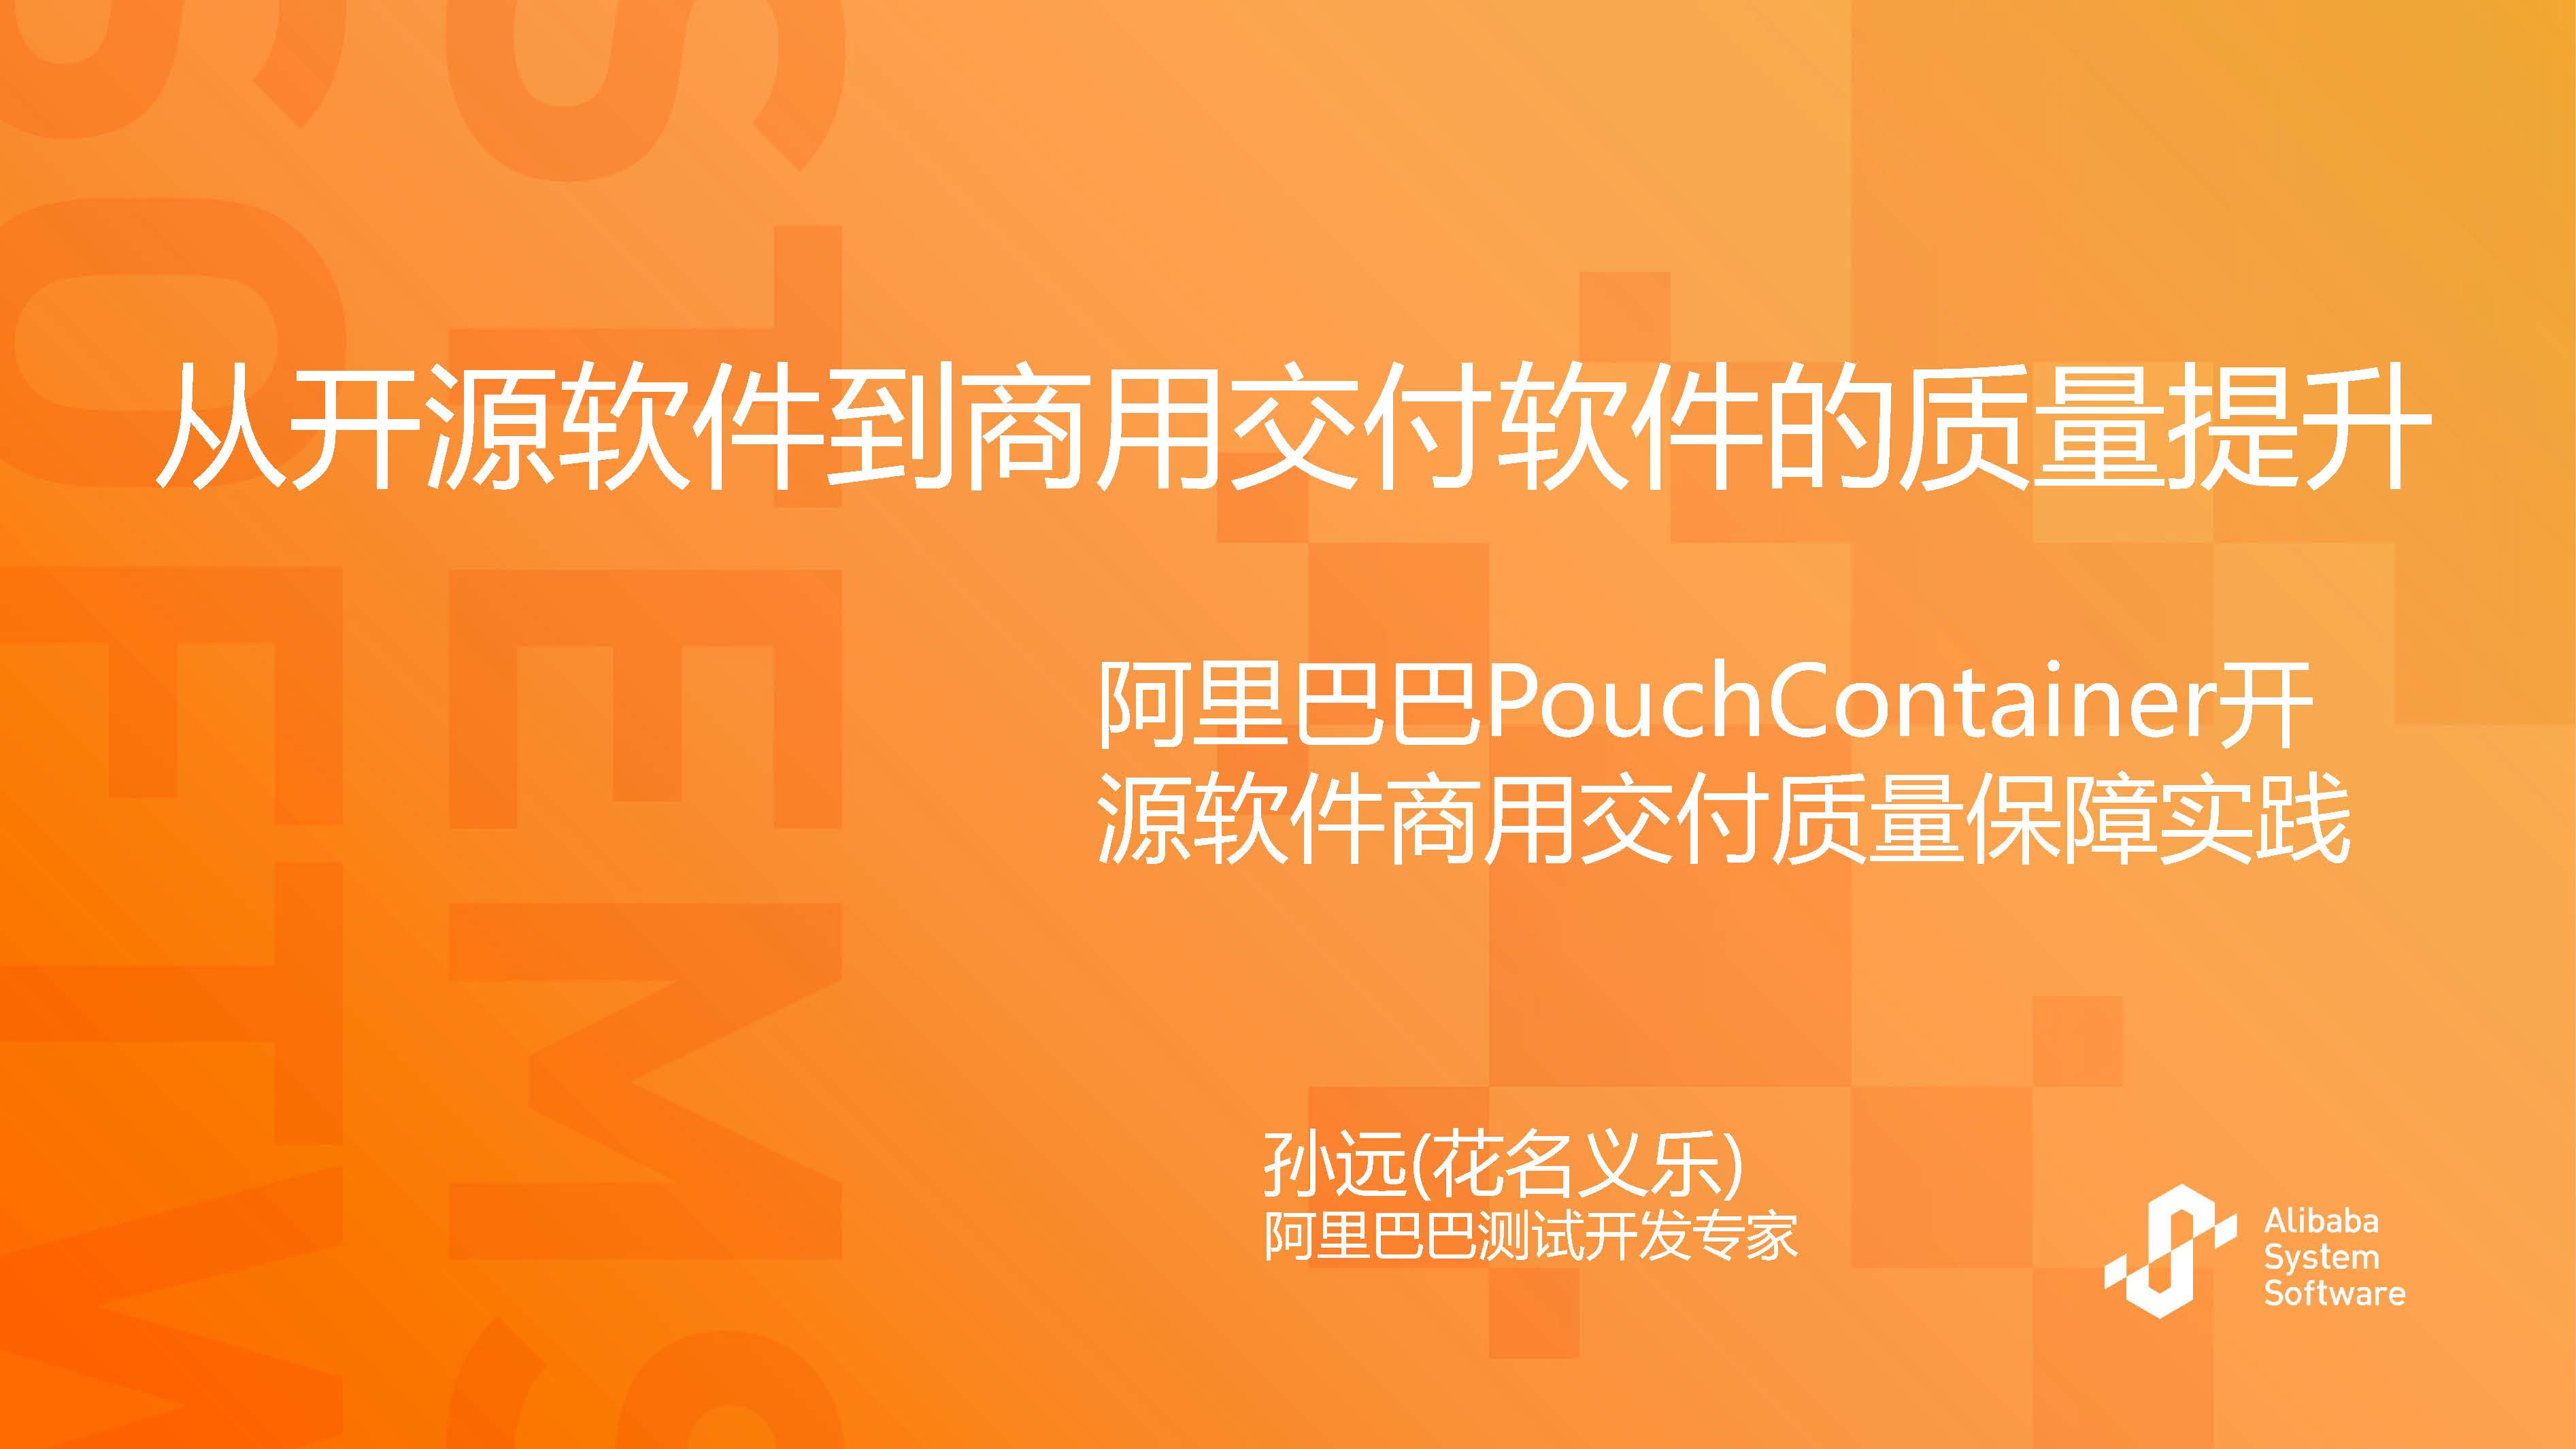 从开源软件到商用交付软件的质量提升
阿里巴巴PouchContainer开
源软件商用交付质量保障实践
孙远(花名义乐)
阿里巴巴测试开发专家
Alibaba
System
Software